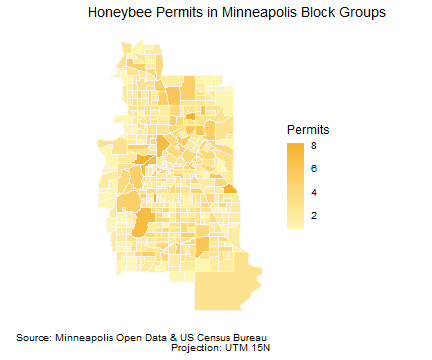 Honeybee Permits in Minneapolis Block Groups
Permits
8
6
4
2
Source: Minneapolis Open Data & US Census Bureau
Projection: UTM 15N